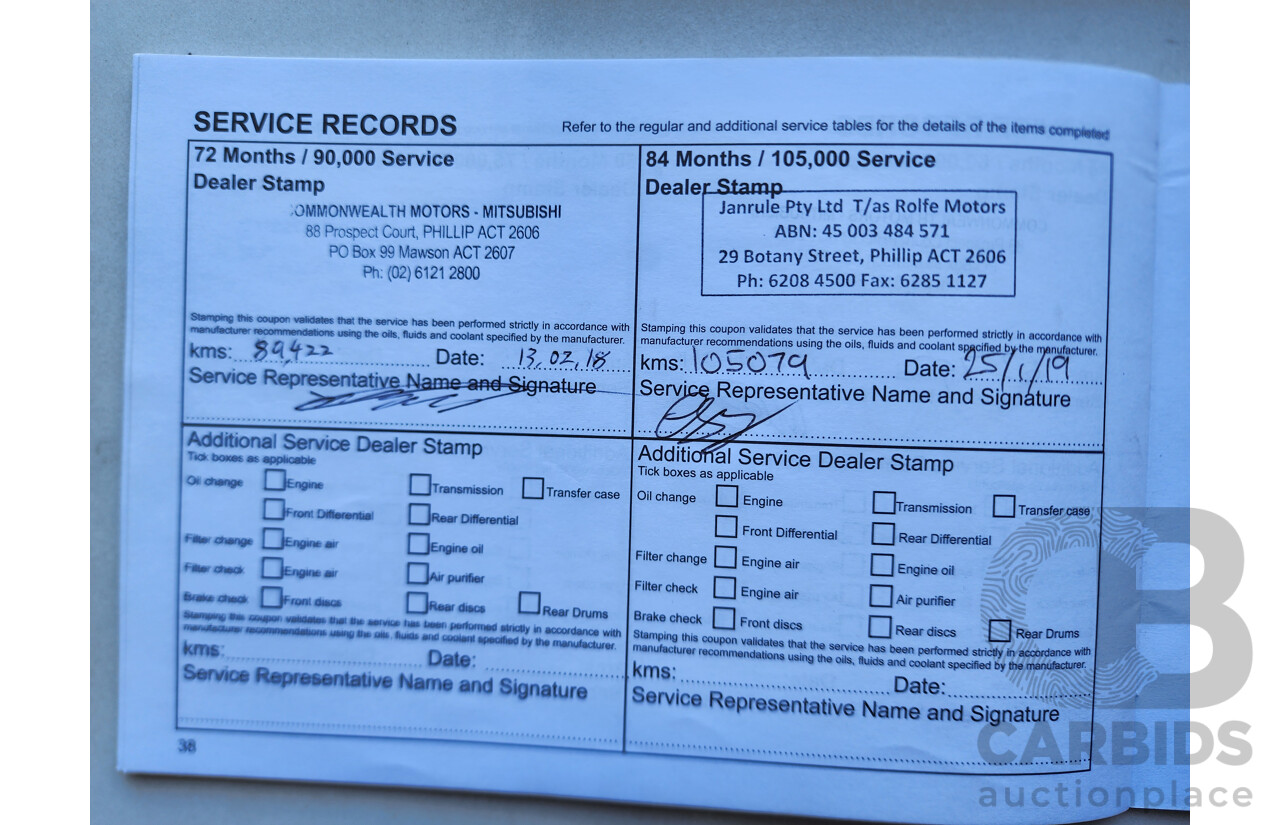 SERVICE RECORDS
Refer to the regular and additional service tables for the details of the items completed
72 Months / 90,000 Service
Dealer Stamp
COMMONWEALTH MOTORS - MITSUBISHI
88 Prospect Court, PHILLIP ACT 2606
PO Box 99 Mawson ACT 2607
Ph: (02) 6121 2800
Stamping this coupon validates that the service has been performed strictly in accordance with
manufacturer recommendations using the oils, fluids and coolant specified by the manufacturer.
kms: 89,422 Date: 13.02.18
Service Representative Name and Signature
Additional Service Dealer Stamp
Tick boxes as applicable
Oil change Engine Transmission Transfer case
Front Differential Rear Differential
Filter change Engine air Engine oil
Filter check Engine air Air purifier
Brake check Front discs Rear discs Rear Drums
Stamping this coupon validates that the service has been performed strictly in accordance with
manufacturer recommendations using the oils, fluids and coolant specified by the manufacturer.
kms: Date:
Service Representative Name and Signature
84 Months / 105,000 Service
Dealer Stamp
Janrule Pty Ltd T/as Rolfe Motors
ABN: 45 003 484 571
29 Botany Street, Phillip ACT 2606
Ph: 6208 4500 Fax: 6285 1127
Stamping this coupon validates that the service has been performed strictly in accordance with
manufacturer recommendations using the oils, fluids and coolant specified by the manufacturer.
kms: 105079 Date: 25/1/19
Service Representative Name and Signature
Additional Service Dealer Stamp
Tick boxes as applicable
Oil change Engine Transmission Transfer case
Front Differential Rear Differential
Filter change Engine air Engine oil
Filter check Engine air Air purifier
Brake check Front discs Rear discs Rear Drums
Stamping this coupon validates that the service has been performed strictly in accordance with
manufacturer recommendations using the oils, fluids and coolant specified by the manufacturer.
kms: Date:
Service Representative Name and Signature
38
CB
CARBIDS
auctionplace